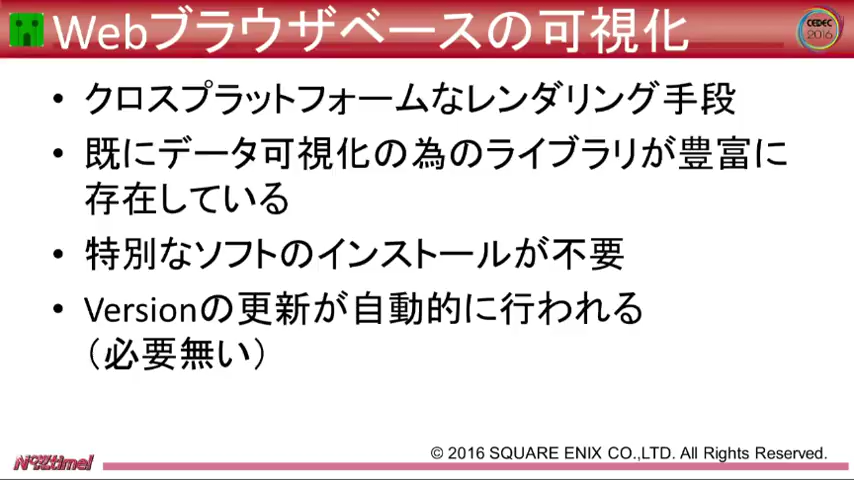 Webブラウザベースの可視化
CEDEC
2016
• クロスプラットフォームなレンダリング手段
• 既にデータ可視化の為のライブラリが豊富に
存在している
• 特別なソフトのインストールが不要
• Versionの更新が自動的に行われる
（必要無い）
© 2016 SQUARE ENIX CO.,LTD. All Rights Reserved.